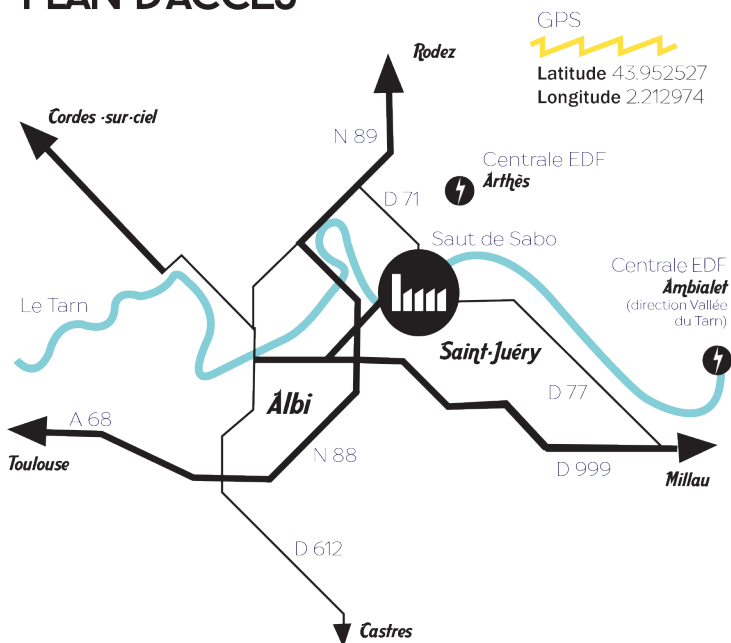 PLAN D'ACCÈS
GPS
Latitude 43.952527
Longitude 2.212974
Rodez
Cordes -sur-ciel
N 89
Centrale EDF
Arthès
D 71
Saut de Sabo
Centrale EDF
Ambialet
(direction Vallée
du Tarn)
Le Tarn
Saint-Juéry
Albi
D 77
A 68
Toulouse
N 88
D 999
Millau
D 612
Castres